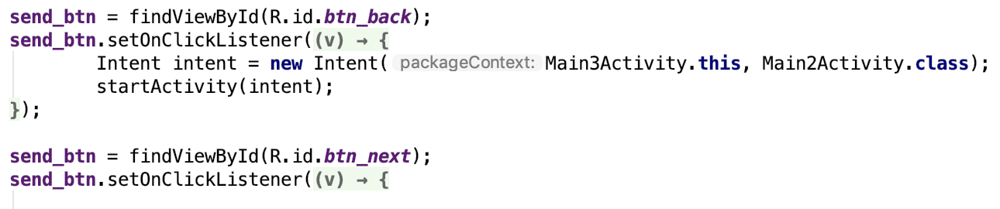 send_btn = findViewById(R.id.btn_back);
send_btn.setOnClickListener((v) → {
Intent intent = new Intent( packageContext: Main3Activity.this, Main2Activity.class);
startActivity(intent);
});
send_btn = findViewById(R.id.btn_next);
send_btn.setOnClickListener((v) → {